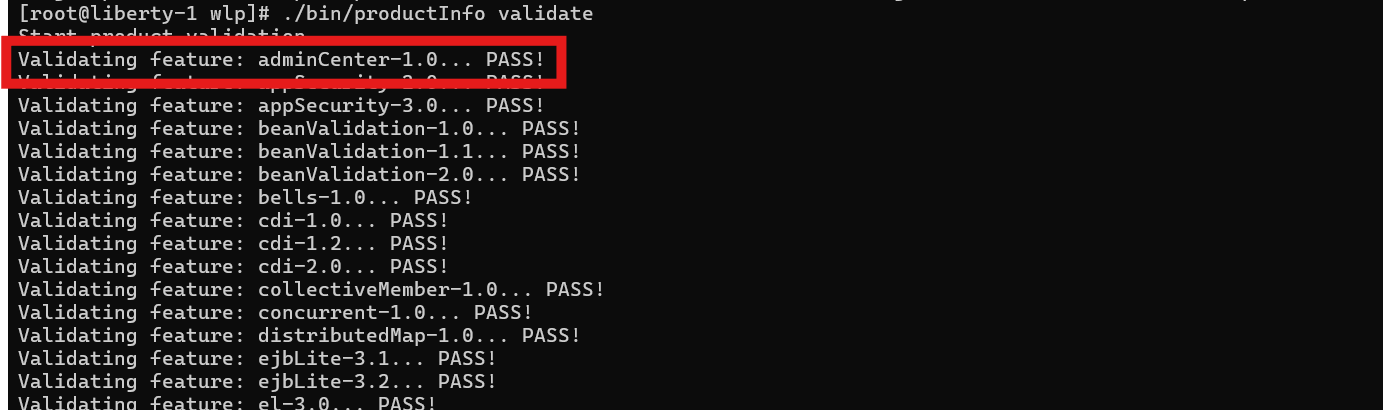 [root@liberty-1 wlp]# ./bin/productInfo validate
Start product validation
Validating feature: adminCenter-1.0... PASS!
Validating feature: appSecurity-2.0... PASS!
Validating feature: appSecurity-3.0... PASS!
Validating feature: beanValidation-1.0... PASS!
Validating feature: beanValidation-1.1... PASS!
Validating feature: beanValidation-2.0... PASS!
Validating feature: bells-1.0... PASS!
Validating feature: cdi-1.0... PASS!
Validating feature: cdi-1.2... PASS!
Validating feature: cdi-2.0... PASS!
Validating feature: collectiveMember-1.0... PASS!
Validating feature: concurrent-1.0... PASS!
Validating feature: distributedMap-1.0... PASS!
Validating feature: ejbLite-3.1... PASS!
Validating feature: ejbLite-3.2... PASS!
Validating feature: el-3.0... PASS!